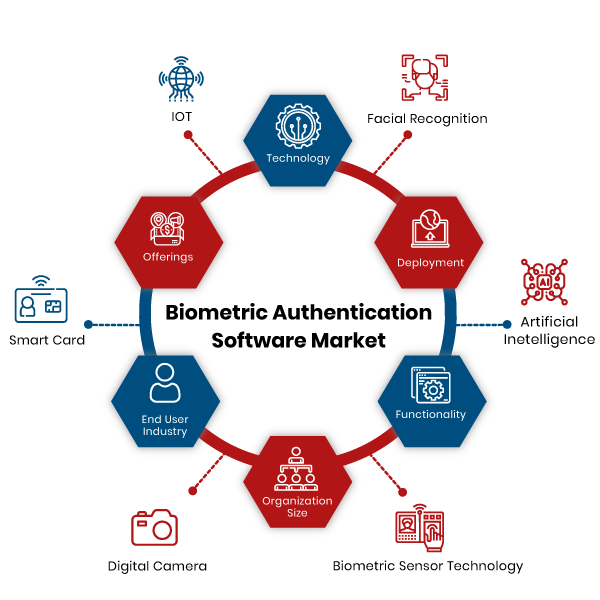 IOT
Facial Recognition
Technology
Offerings
$
Deployment
Biometric Authentication
Software Market
Smart Card
AI
Artificial
Inetelligence
End User
Industry
Functionality
Organization
Size
Digital Camera
Biometric Sensor Technology